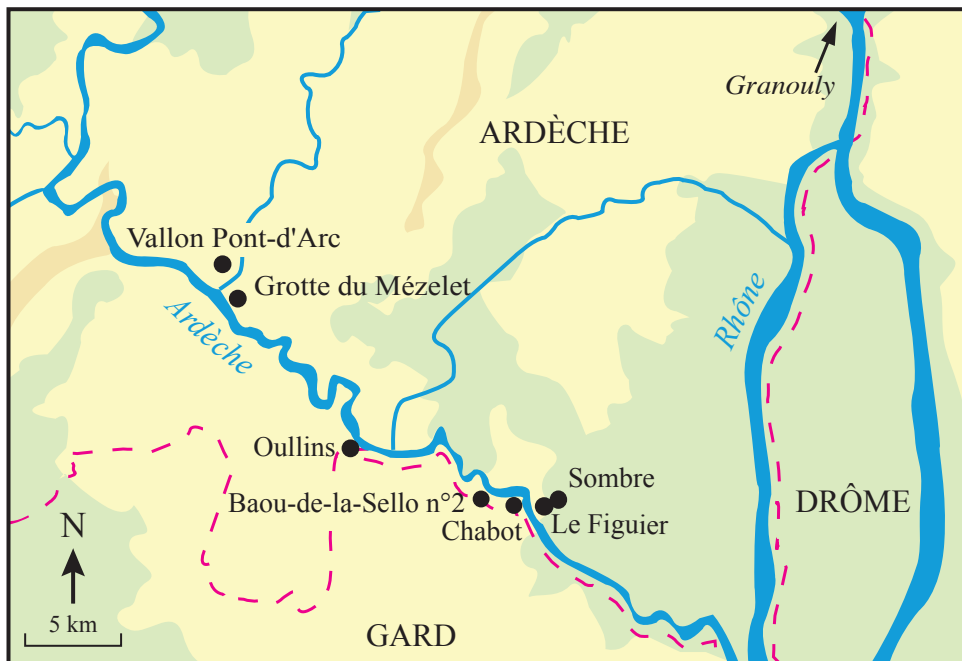 Granouly
ARDÈCHE
Vallon Pont-d'Arc
Grotte du Mézelet
Ardèche
Rhône
Oullins
Sombre
Baou-de-la-Sello n°2
DRÔME
Le Figuier
Chabot
N
5 km
GARD